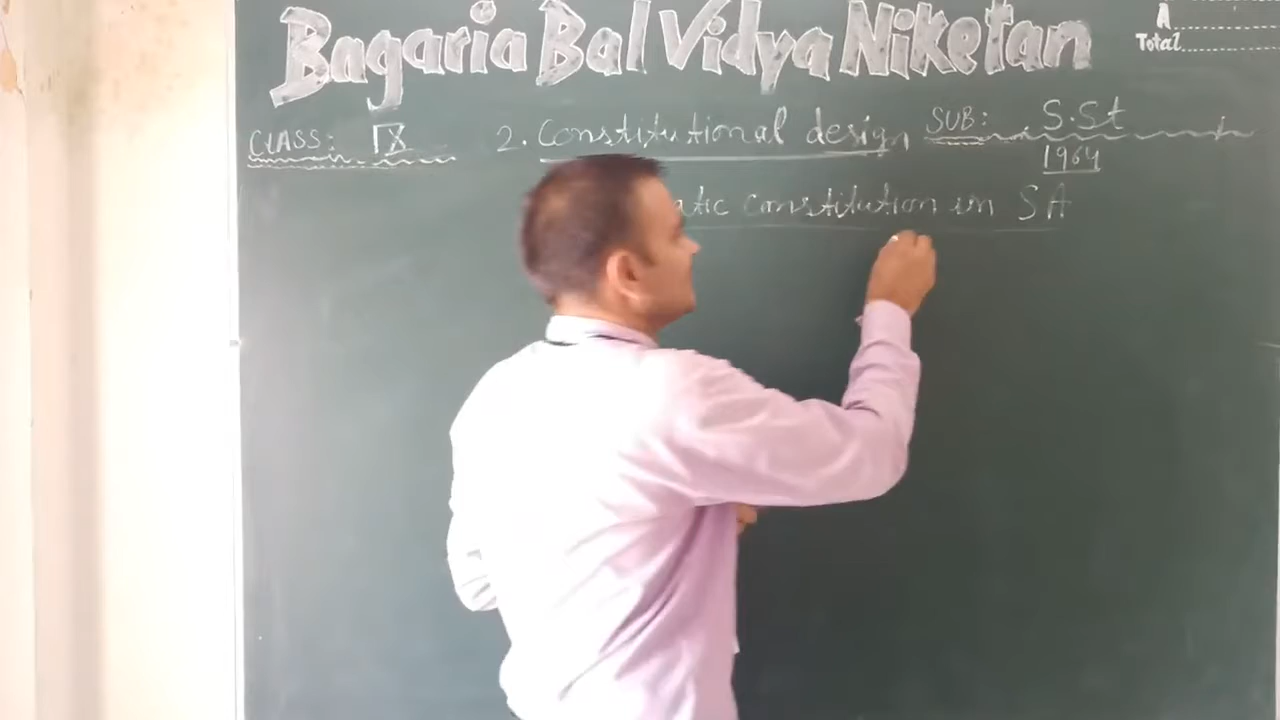 Bagaria Bal Vidya Niketan
A
Total
CLASS: IX
2. Constitutional design
SUB: S.St
1964
atic constitution in SA